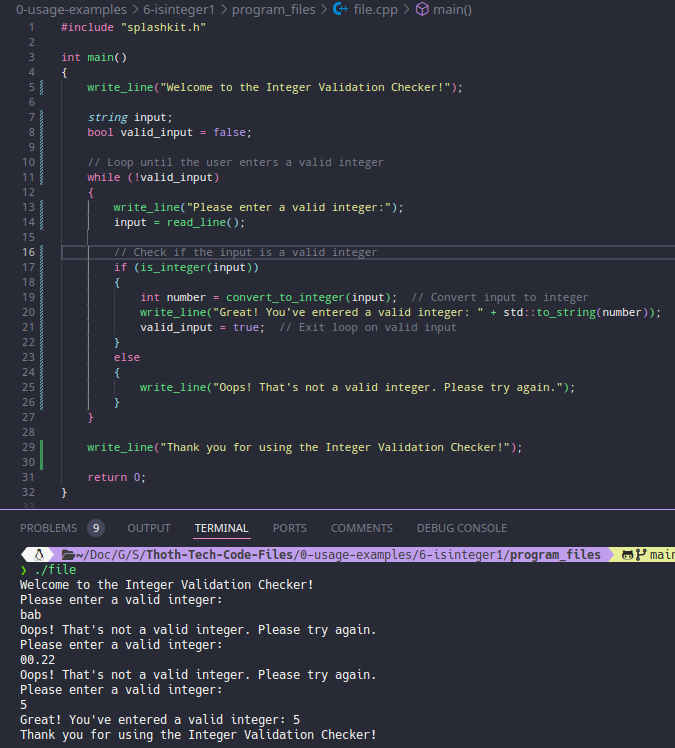 0-usage-examples > 6-isinteger1 > program_files > C++ file.cpp > main()
1 #include "splashkit.h"
2
3 int main()
4 {
5     write_line("Welcome to the Integer Validation Checker!");
6
7     string input;
8     bool valid_input = false;
9
10     // Loop until the user enters a valid integer
11     while (!valid_input)
12     {
13         write_line("Please enter a valid integer:");
14         input = read_line();
15
16         // Check if the input is a valid integer
17         if (is_integer(input))
18         {
19             int number = convert_to_integer(input);  // Convert input to integer
20             write_line("Great! You've entered a valid integer: " + std::to_string(number));
21             valid_input = true;  // Exit loop on valid input
22         }
23         else
24         {
25             write_line("Oops! That's not a valid integer. Please try again.");
26         }
27     }
28
29     write_line("Thank you for using the Integer Validation Checker!");
30
31     return 0;
32 }
33
PROBLEMS 9 OUTPUT TERMINAL PORTS COMMENTS DEBUG CONSOLE
~/Doc/G/S/Thoth-Tech-Code-Files/0-usage-examples/6-isinteger1/program_files main
❯ ./file
Welcome to the Integer Validation Checker!
Please enter a valid integer:
bab
Oops! That's not a valid integer. Please try again.
Please enter a valid integer:
00.22
Oops! That's not a valid integer. Please try again.
Please enter a valid integer:
5
Great! You've entered a valid integer: 5
Thank you for using the Integer Validation Checker!